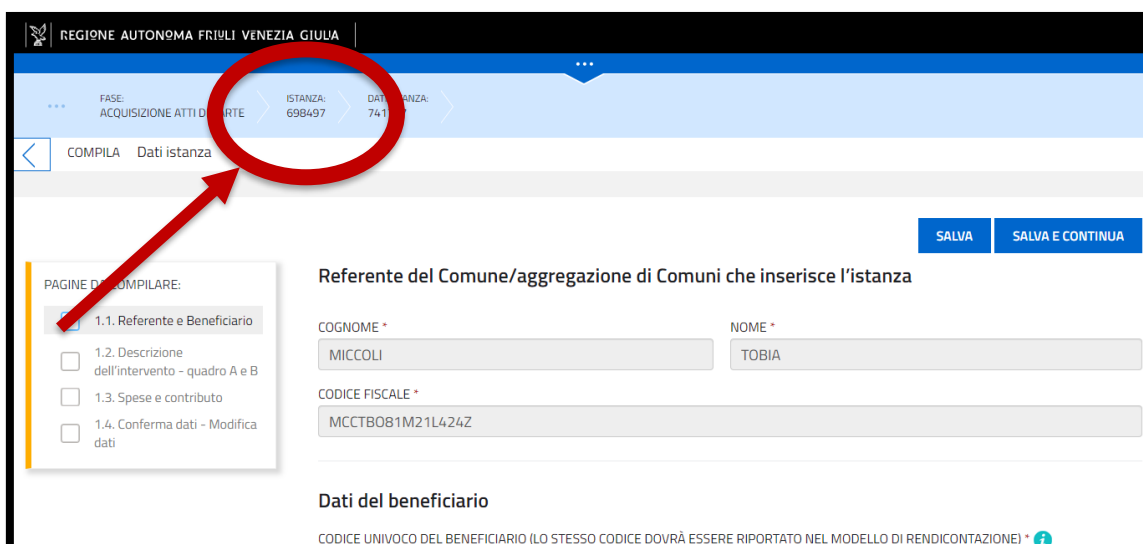 REGIONE AUTONOMA FRIULI VENEZIA GIULIA
FASE:
ACQUISIZIONE ATTI DI
ISTANZA:
698497
COMPILA Dati istanza
SALVA SALVA E CONTINUA
PAGINE COMPILARE:
1.1. Referente e Beneficiario
1.2. Descrizione
dell'intervento - quadro A e B
1.3. Spese e contributo
1.4. Conferma dati - Modifica
dati
Referente del Comune/aggregazione di Comuni che inserisce l'istanza
COGNOME * NOME *
MICCOLI TOBIA
CODICE FISCALE *
MCCTBO81M21L424Z
Dati del beneficiario
CODICE UNIVOCO DEL BENEFICIARIO (LO STESSO CODICE DOVRÀ ESSERE RIPORTATO NEL MODELLO DI RENDICONTAZIONE) * i